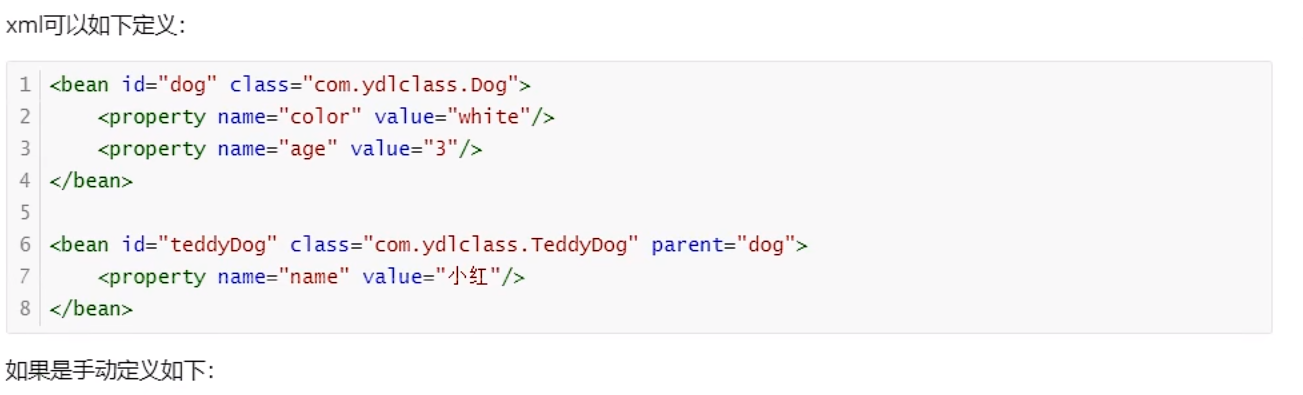 xml可以如下定义：
1 <bean id="dog" class="com.ydlclass.Dog">
2     <property name="color" value="white"/>
3     <property name="age" value="3"/>
4 </bean>
5
6 <bean id="teddyDog" class="com.ydlclass.TeddyDog" parent="dog">
7     <property name="name" value="小红"/>
8 </bean>
如果是手动定义如下：